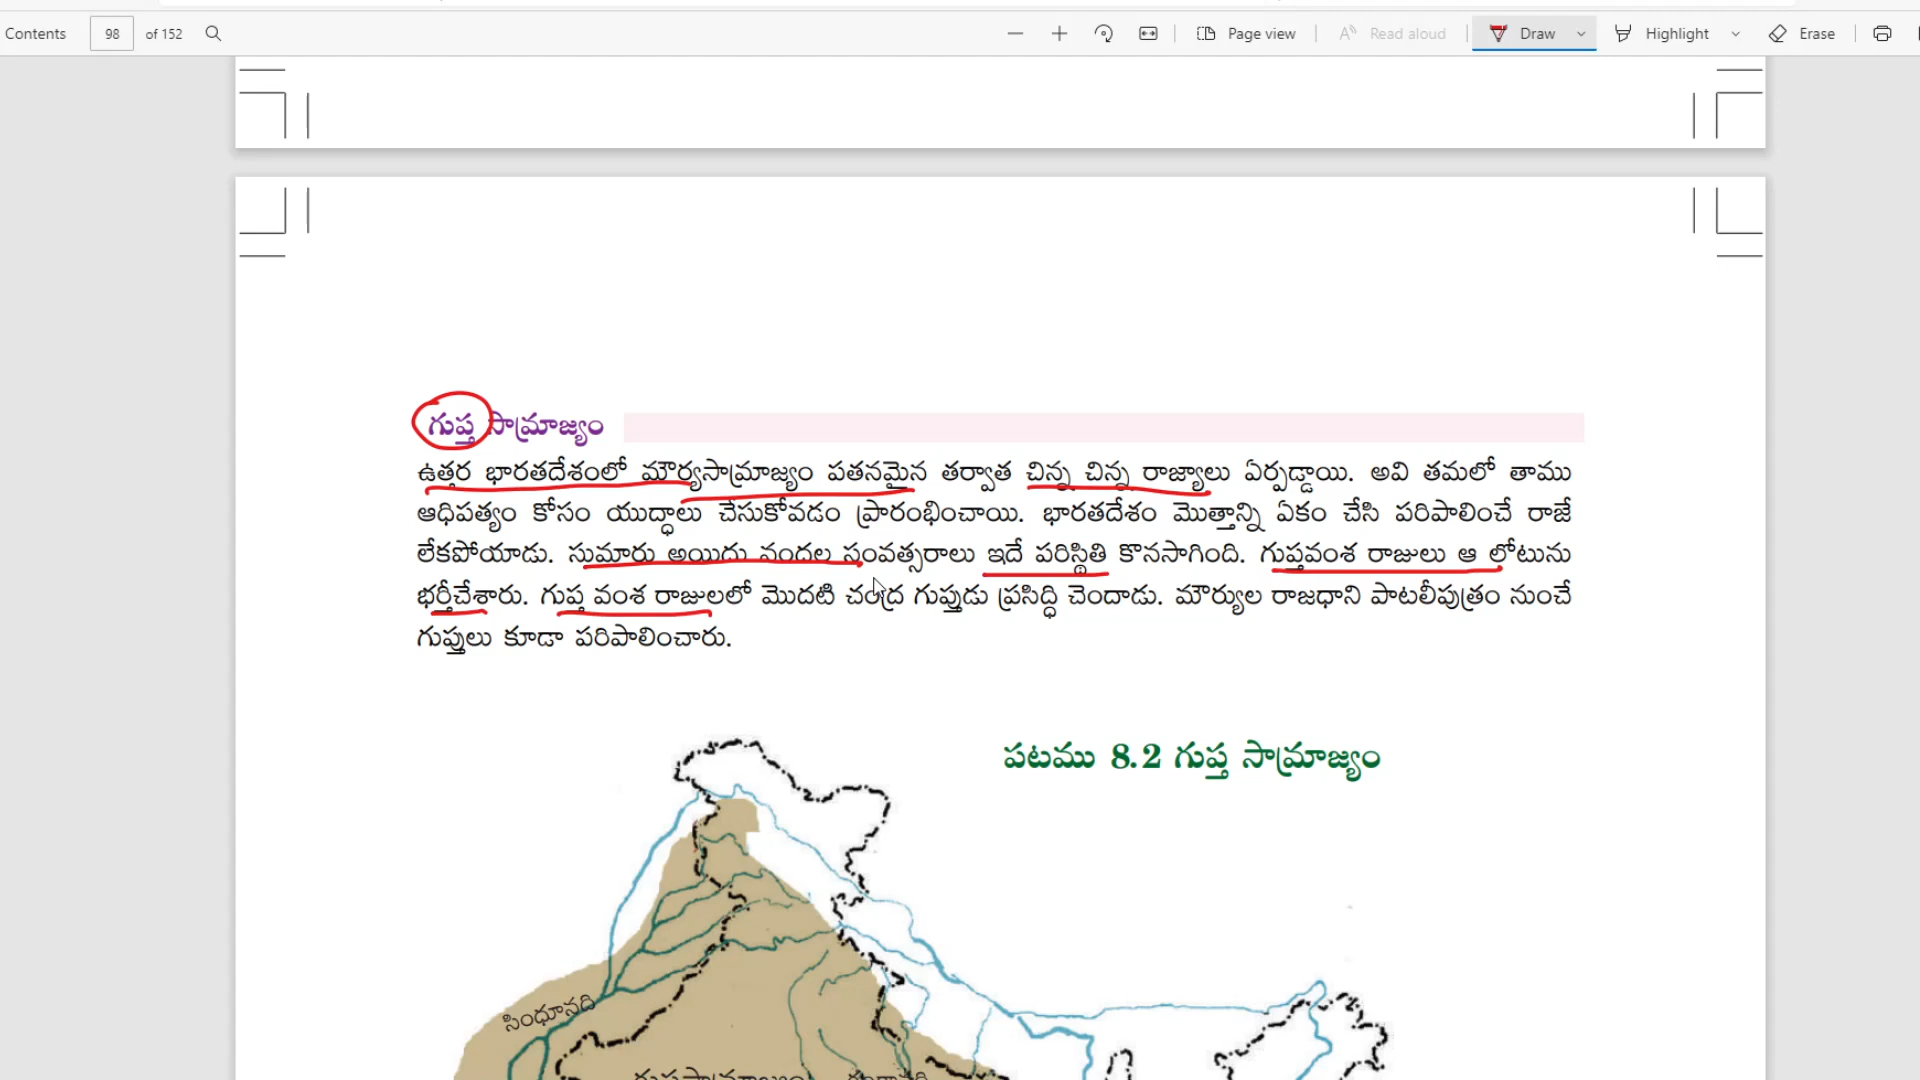 Contents 98 of 152 Page view Read aloud Draw Highlight Erase
గుప్త సామ్రాజ్యం
ఉత్తర భారతదేశంలో మౌర్యసామ్రాజ్యం పతనమైన తర్వాత చిన్న చిన్న రాజ్యాలు ఏర్పడ్డాయి. అవి తమలో తాము
ఆధిపత్యం కోసం యుద్ధాలు చేసుకోవడం ప్రారంభించాయి. భారతదేశం మొత్తాన్ని ఏకం చేసి పరిపాలించే రాజే
లేకపోయాడు. సుమారు అయిదు వందల సంవత్సరాలు ఇదే పరిస్థితి కొనసాగింది. గుప్తవంశ రాజులు ఆ లోటును
భర్తీచేశారు. గుప్త వంశ రాజులలో మొదటి చంద్ర గుప్తుడు ప్రసిద్ధి చెందాడు. మౌర్యుల రాజధాని పాటలీపుత్రం నుంచే
గుప్తులు కూడా పరిపాలించారు.
పటము 8.2 గుప్త సామ్రాజ్యం
సింధూనది